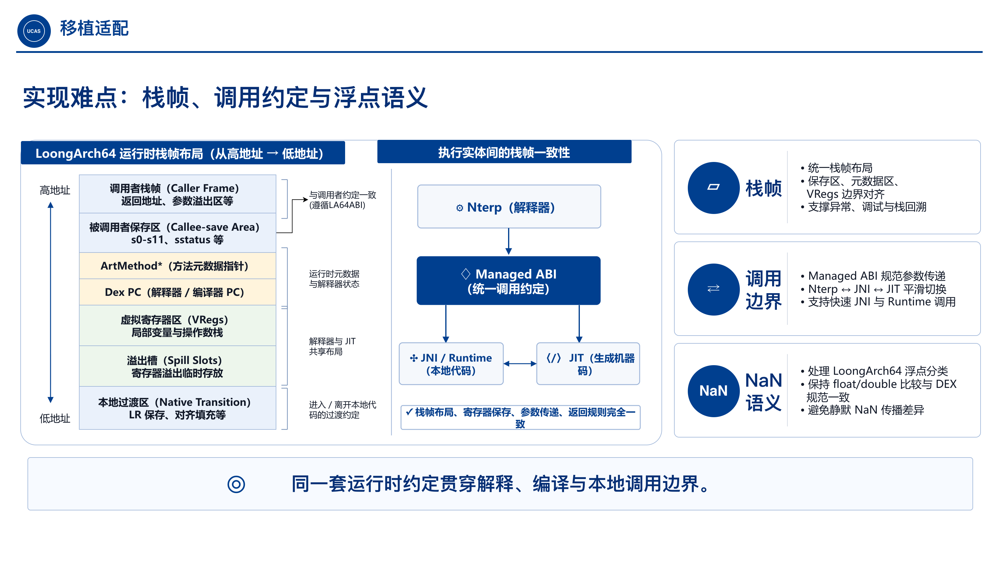 UCAS
移植适配
实现难点：栈帧、调用约定与浮点语义
LoongArch64 运行时栈帧布局（从高地址 → 低地址）
高地址
低地址
调用者栈帧（Caller Frame）
返回地址、参数溢出区等
被调用者保存区（Callee-save Area）
s0-s11、sstatus 等
ArtMethod*（方法元数据指针）
Dex PC（解释器 / 编译器 PC）
虚拟寄存器区（VRegs）
局部变量与操作数栈
溢出槽（Spill Slots）
寄存器溢出临时存放
本地过渡区（Native Transition）
LR 保存、对齐填充等
与调用者约定一致
(遵循LA64ABI)
运行时元数据
与解释器状态
解释器与 JIT
共享布局
进入 / 离开本地代
码的过渡约定
执行实体间的栈帧一致性
⚙ Nterp（解释器）
♢ Managed ABI
（统一调用约定）
✣ JNI / Runtime
（本地代码）
〈/〉 JIT（生成机器
码）
✓ 栈帧布局、寄存器保存、参数传递、返回规则完全一
致
▱
栈帧
• 统一栈帧布局
• 保存区、元数据区、
VRegs 边界对齐
• 支撑异常、调试与栈回溯
⇄
调用
边界
• Managed ABI 规范参数传递
• Nterp ↔ JNI ↔ JIT 平滑切换
• 支持快速 JNI 与 Runtime 调用
NaN
NaN
语义
• 处理 LoongArch64 浮点分类
• 保持 float/double 比较与 DEX
规范一致
• 避免静默 NaN 传播差异
◎ 同一套运行时约定贯穿解释、编译与本地调用边界。